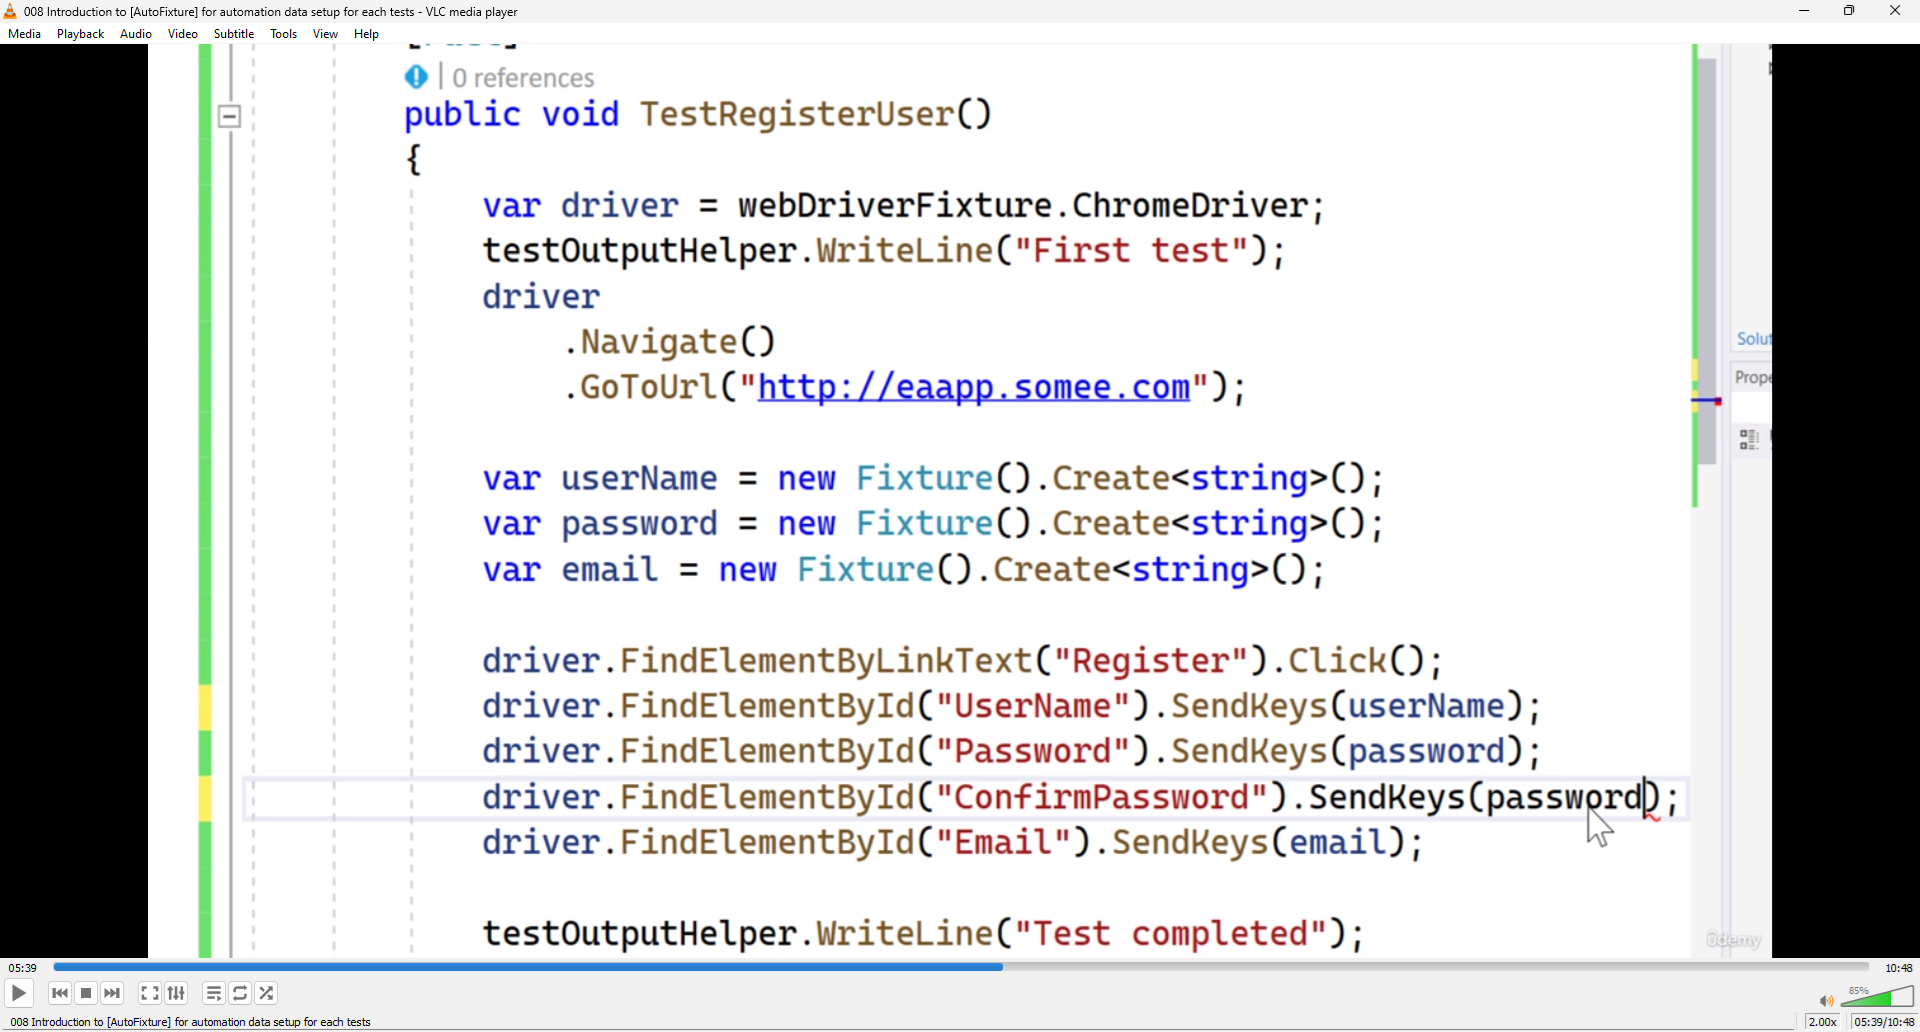 008 Introduction to [AutoFixture] for automation data setup for each tests - VLC media player
Media Playback Audio Video Subtitle Tools View Help
0 references
public void TestRegisterUser()
{
var driver = webDriverFixture.ChromeDriver;
testOutputHelper.WriteLine("First test");
driver
.Navigate()
.GoToUrl("http://eaapp.somee.com");
Solut
Prope
var userName = new Fixture().Create<string>();
var password = new Fixture().Create<string>();
var email = new Fixture().Create<string>();
driver.FindElementByLinkText("Register").Click();
driver.FindElementById("UserName").SendKeys(userName);
driver.FindElementById("Password").SendKeys(password);
driver.FindElementById("ConfirmPassword").SendKeys(password);
driver.FindElementById("Email").SendKeys(email);
testOutputHelper.WriteLine("Test completed");
ûdemy
05:39
10:48
85%
008 Introduction to [AutoFixture] for automation data setup for each tests
2.00x
05:39/10:48